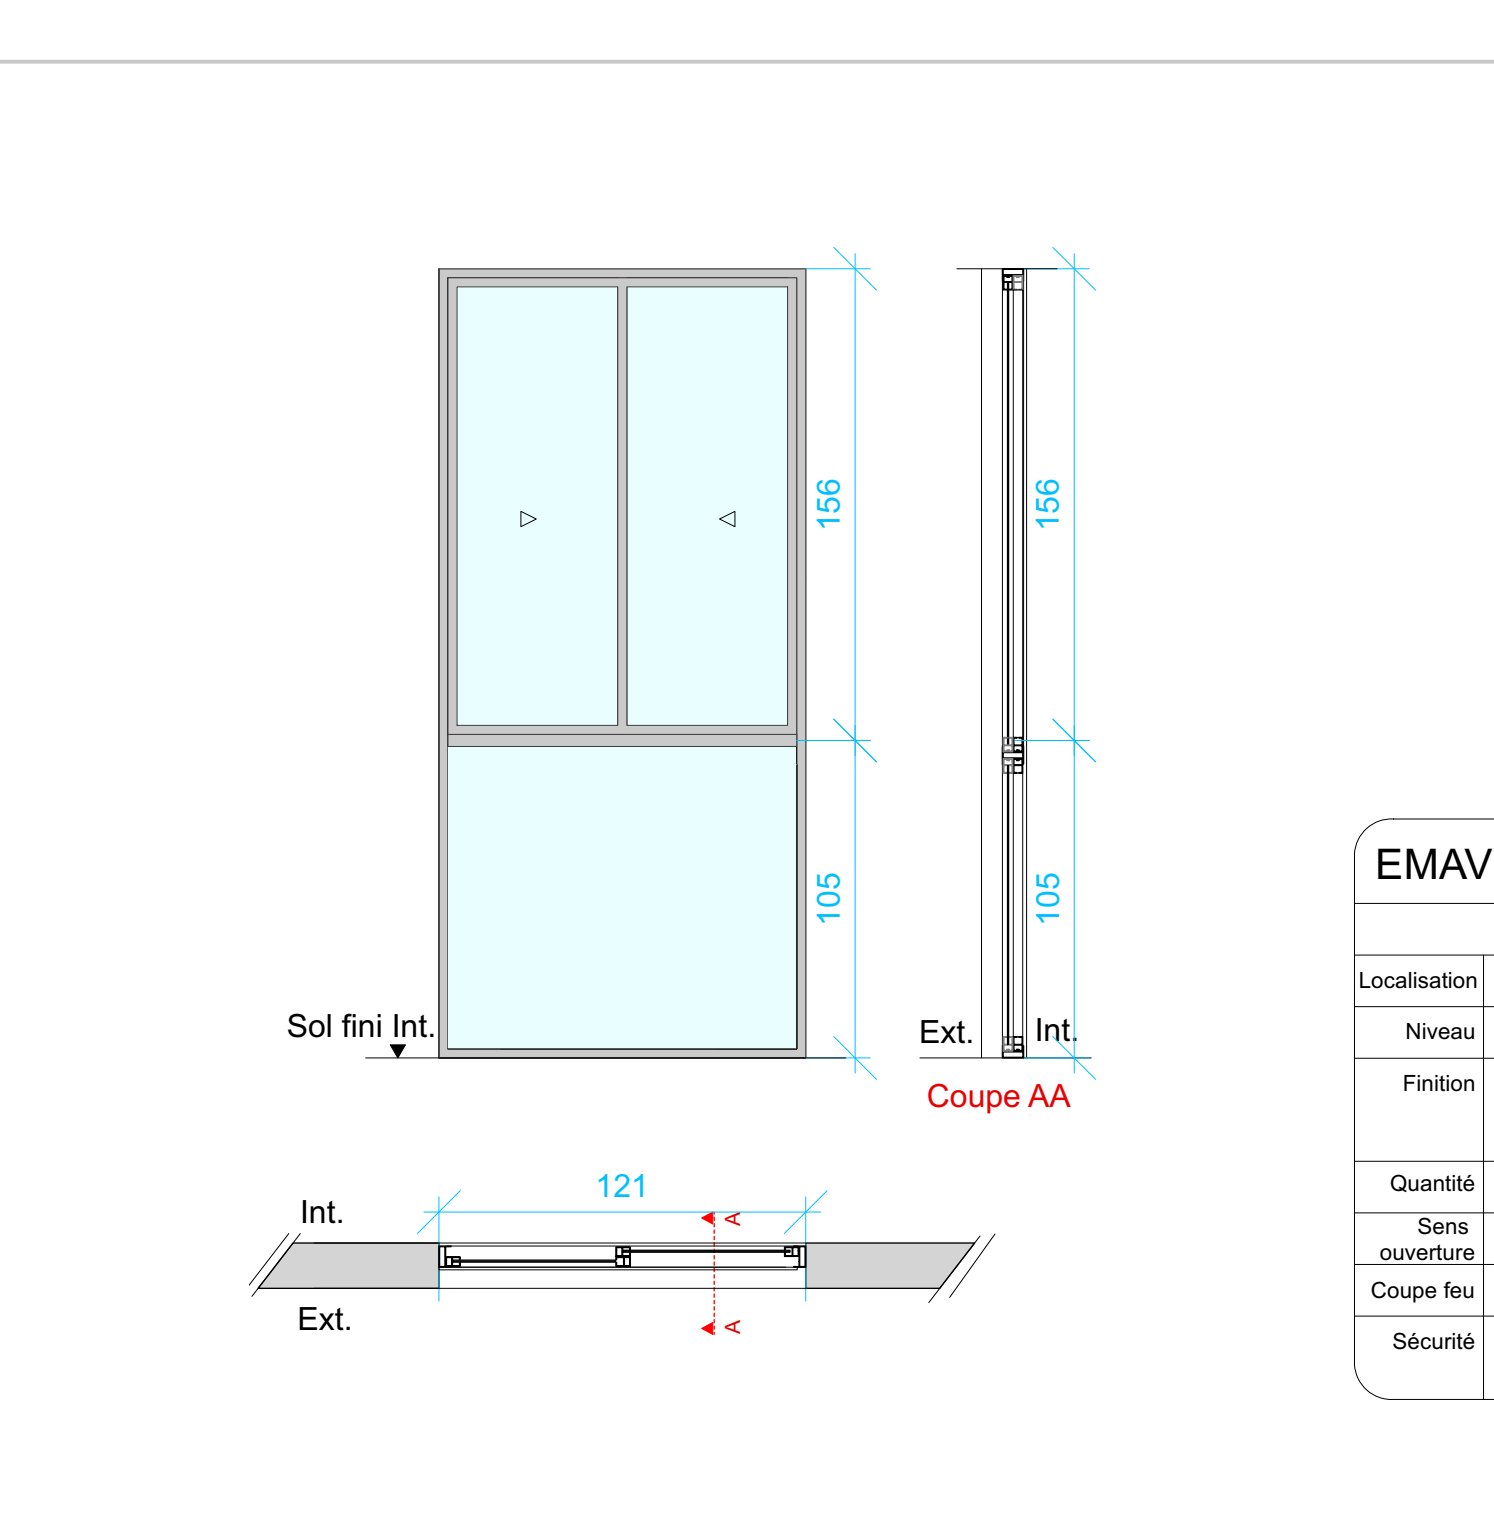 156
156
105
105
Sol fini Int.
Ext.
Int.
Coupe AA
121
Int.
A
Ext.
A
EMAV
Localisation
Niveau
Finition
Quantité
Sens
ouverture
Coupe feu
Sécurité